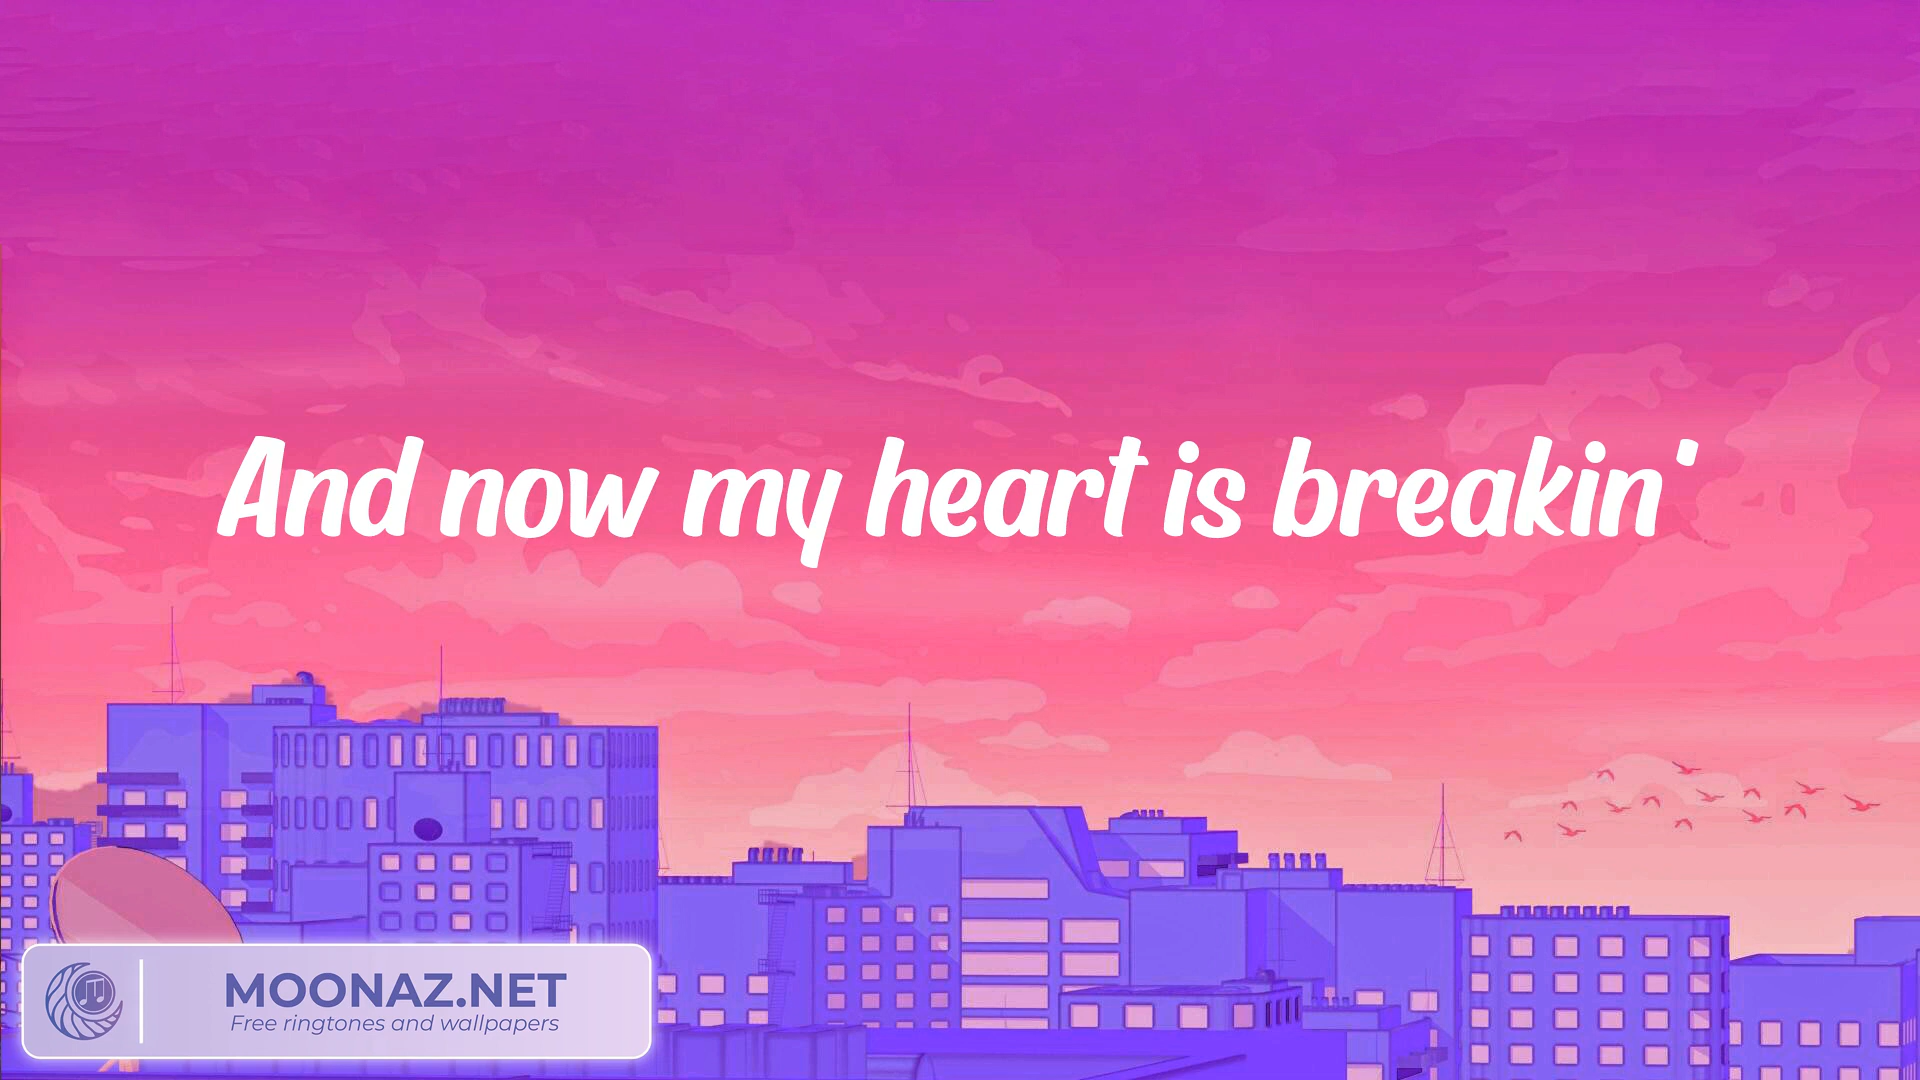 And now my heart is breakin'
MOONAZ.NET
Free ringtones and wallpapers